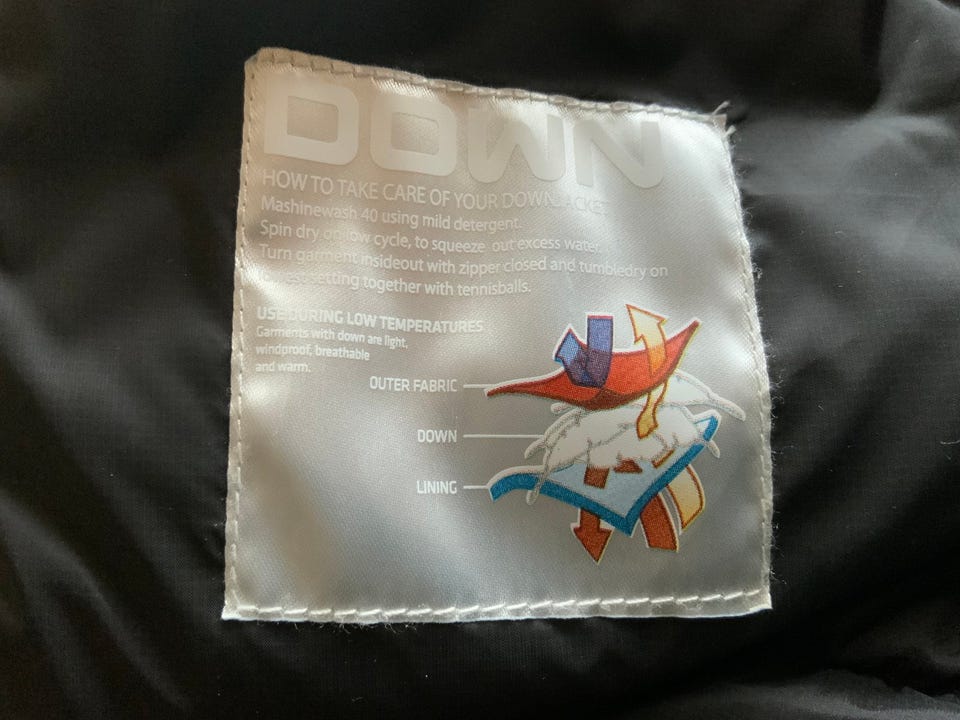 DOWN
HOW TO TAKE CARE OF YOUR DOWNJACKET
Mashinewash 40 using mild detergent.
Spin dry on low cycle, to squeeze out excess water.
Turn garment insideout with zipper closed and tumbledry on
setting together with tennisballs.
USE DURING LOW TEMPERATURES
Garments with down are light,
windproof, breathable
and warm.
OUTER FABRIC
DOWN
LINING